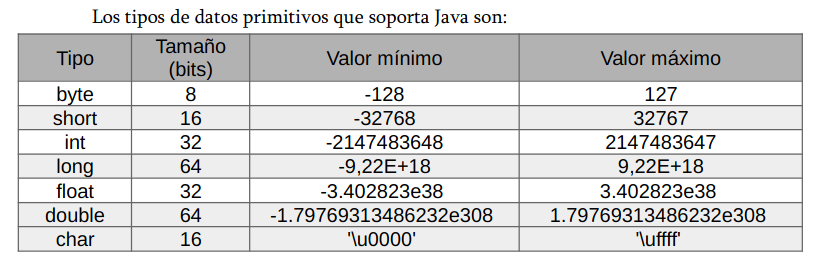 Los tipos de datos primitivos que soporta Java son:
Tipo Tamaño (bits) Valor mínimo Valor máximo
byte 8 -128 127
short 16 -32768 32767
int 32 -2147483648 2147483647
long 64 -9,22E+18 9,22E+18
float 32 -3.402823e38 3.402823e38
double 64 -1.79769313486232e308 1.79769313486232e308
char 16 '\u0000' '\uffff'